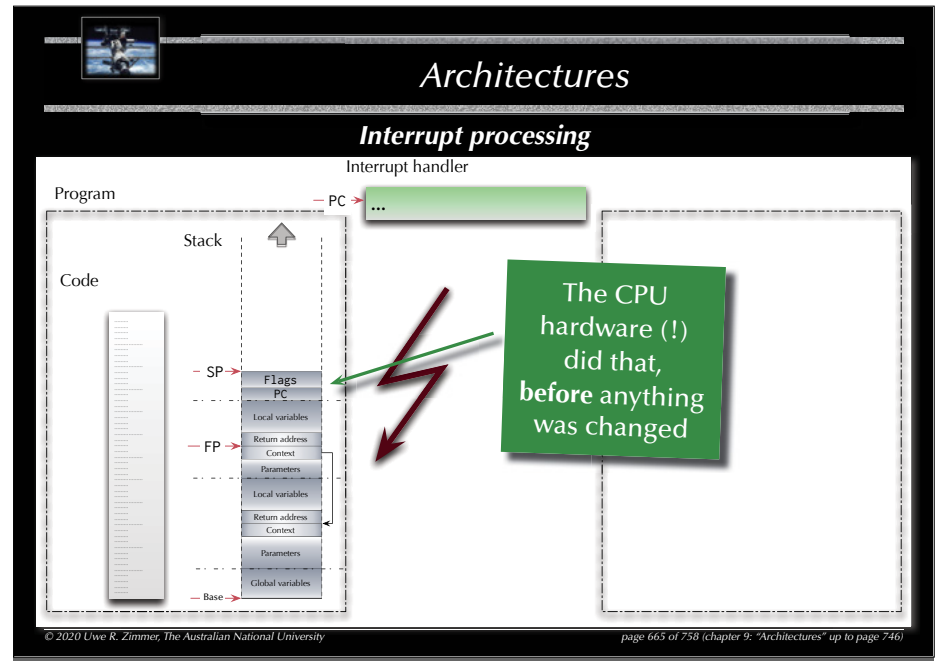 Architectures
Interrupt processing
Interrupt handler
Program
PC
...
Stack
Code
The CPU
hardware (!)
did that,
before anything
was changed
SP
Flags
PC
Local variables
Return address
FP
Context
Parameters
Local variables
Return address
Context
Parameters
Global variables
Base
© 2020 Uwe R. Zimmer, The Australian National University
page 665 of 758 (chapter 9: “Architectures” up to page 746)